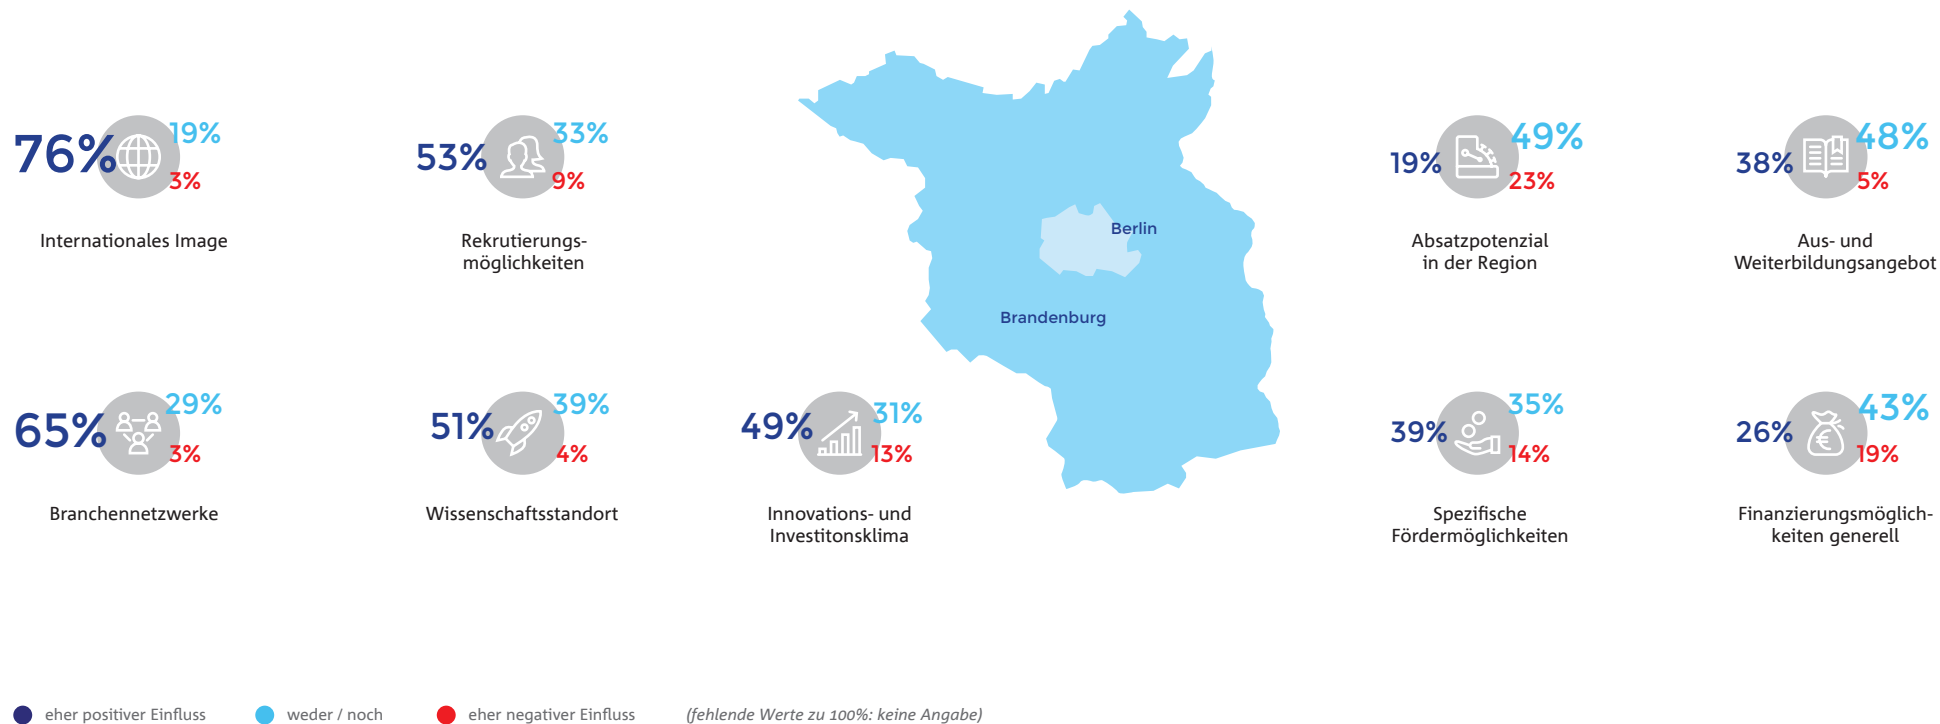 76%
19%
3%
Internationales Image
53%
33%
9%
Rekrutierungs-
möglichkeiten
Berlin
Brandenburg
19%
49%
23%
Absatzpotenzial
in der Region
38%
48%
5%
Aus- und
Weiterbildungsangebot
65%
29%
3%
Branchennetzwerke
51%
39%
4%
Wissenschaftsstandort
49%
31%
13%
Innovations- und
Investitonsklima
39%
35%
14%
Spezifische
Fördermöglichkeiten
26%
43%
19%
Finanzierungsmöglich-
keiten generell
eher positiver Einfluss
weder / noch
eher negativer Einfluss
(fehlende Werte zu 100%: keine Angabe)